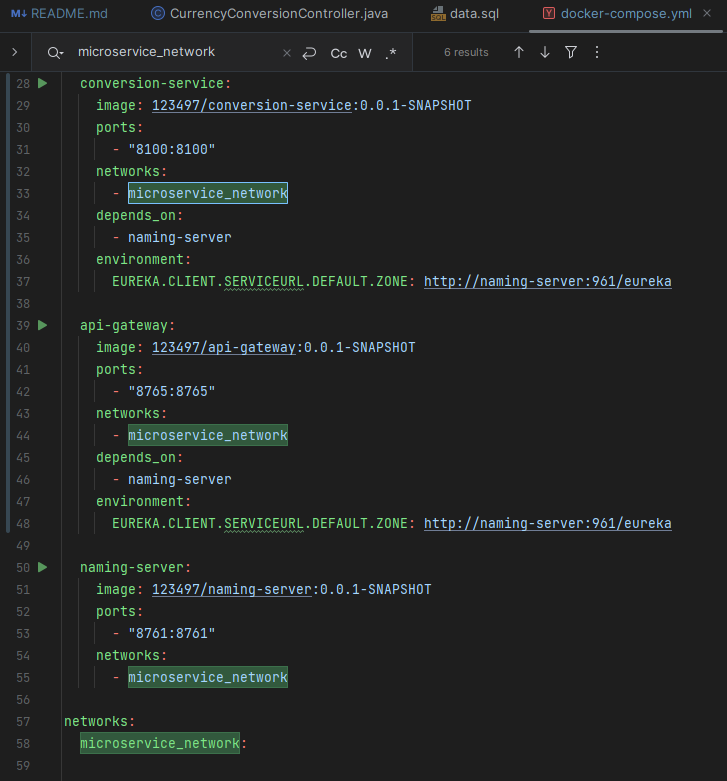 README.md CurrencyConversionController.java data.sql docker-compose.yml
microservice_network Cc W .* 6 results
28 conversion-service:
29 image: 123497/conversion-service:0.0.1-SNAPSHOT
30 ports:
31 - "8100:8100"
32 networks:
33 - microservice_network
34 depends_on:
35 - naming-server
36 environment:
37 EUREKA.CLIENT.SERVICEURL.DEFAULT.ZONE: http://naming-server:961/eureka
38
39 api-gateway:
40 image: 123497/api-gateway:0.0.1-SNAPSHOT
41 ports:
42 - "8765:8765"
43 networks:
44 - microservice_network
45 depends_on:
46 - naming-server
47 environment:
48 EUREKA.CLIENT.SERVICEURL.DEFAULT.ZONE: http://naming-server:961/eureka
49
50 naming-server:
51 image: 123497/naming-server:0.0.1-SNAPSHOT
52 ports:
53 - "8761:8761"
54 networks:
55 - microservice_network
56
57 networks:
58 microservice_network:
59